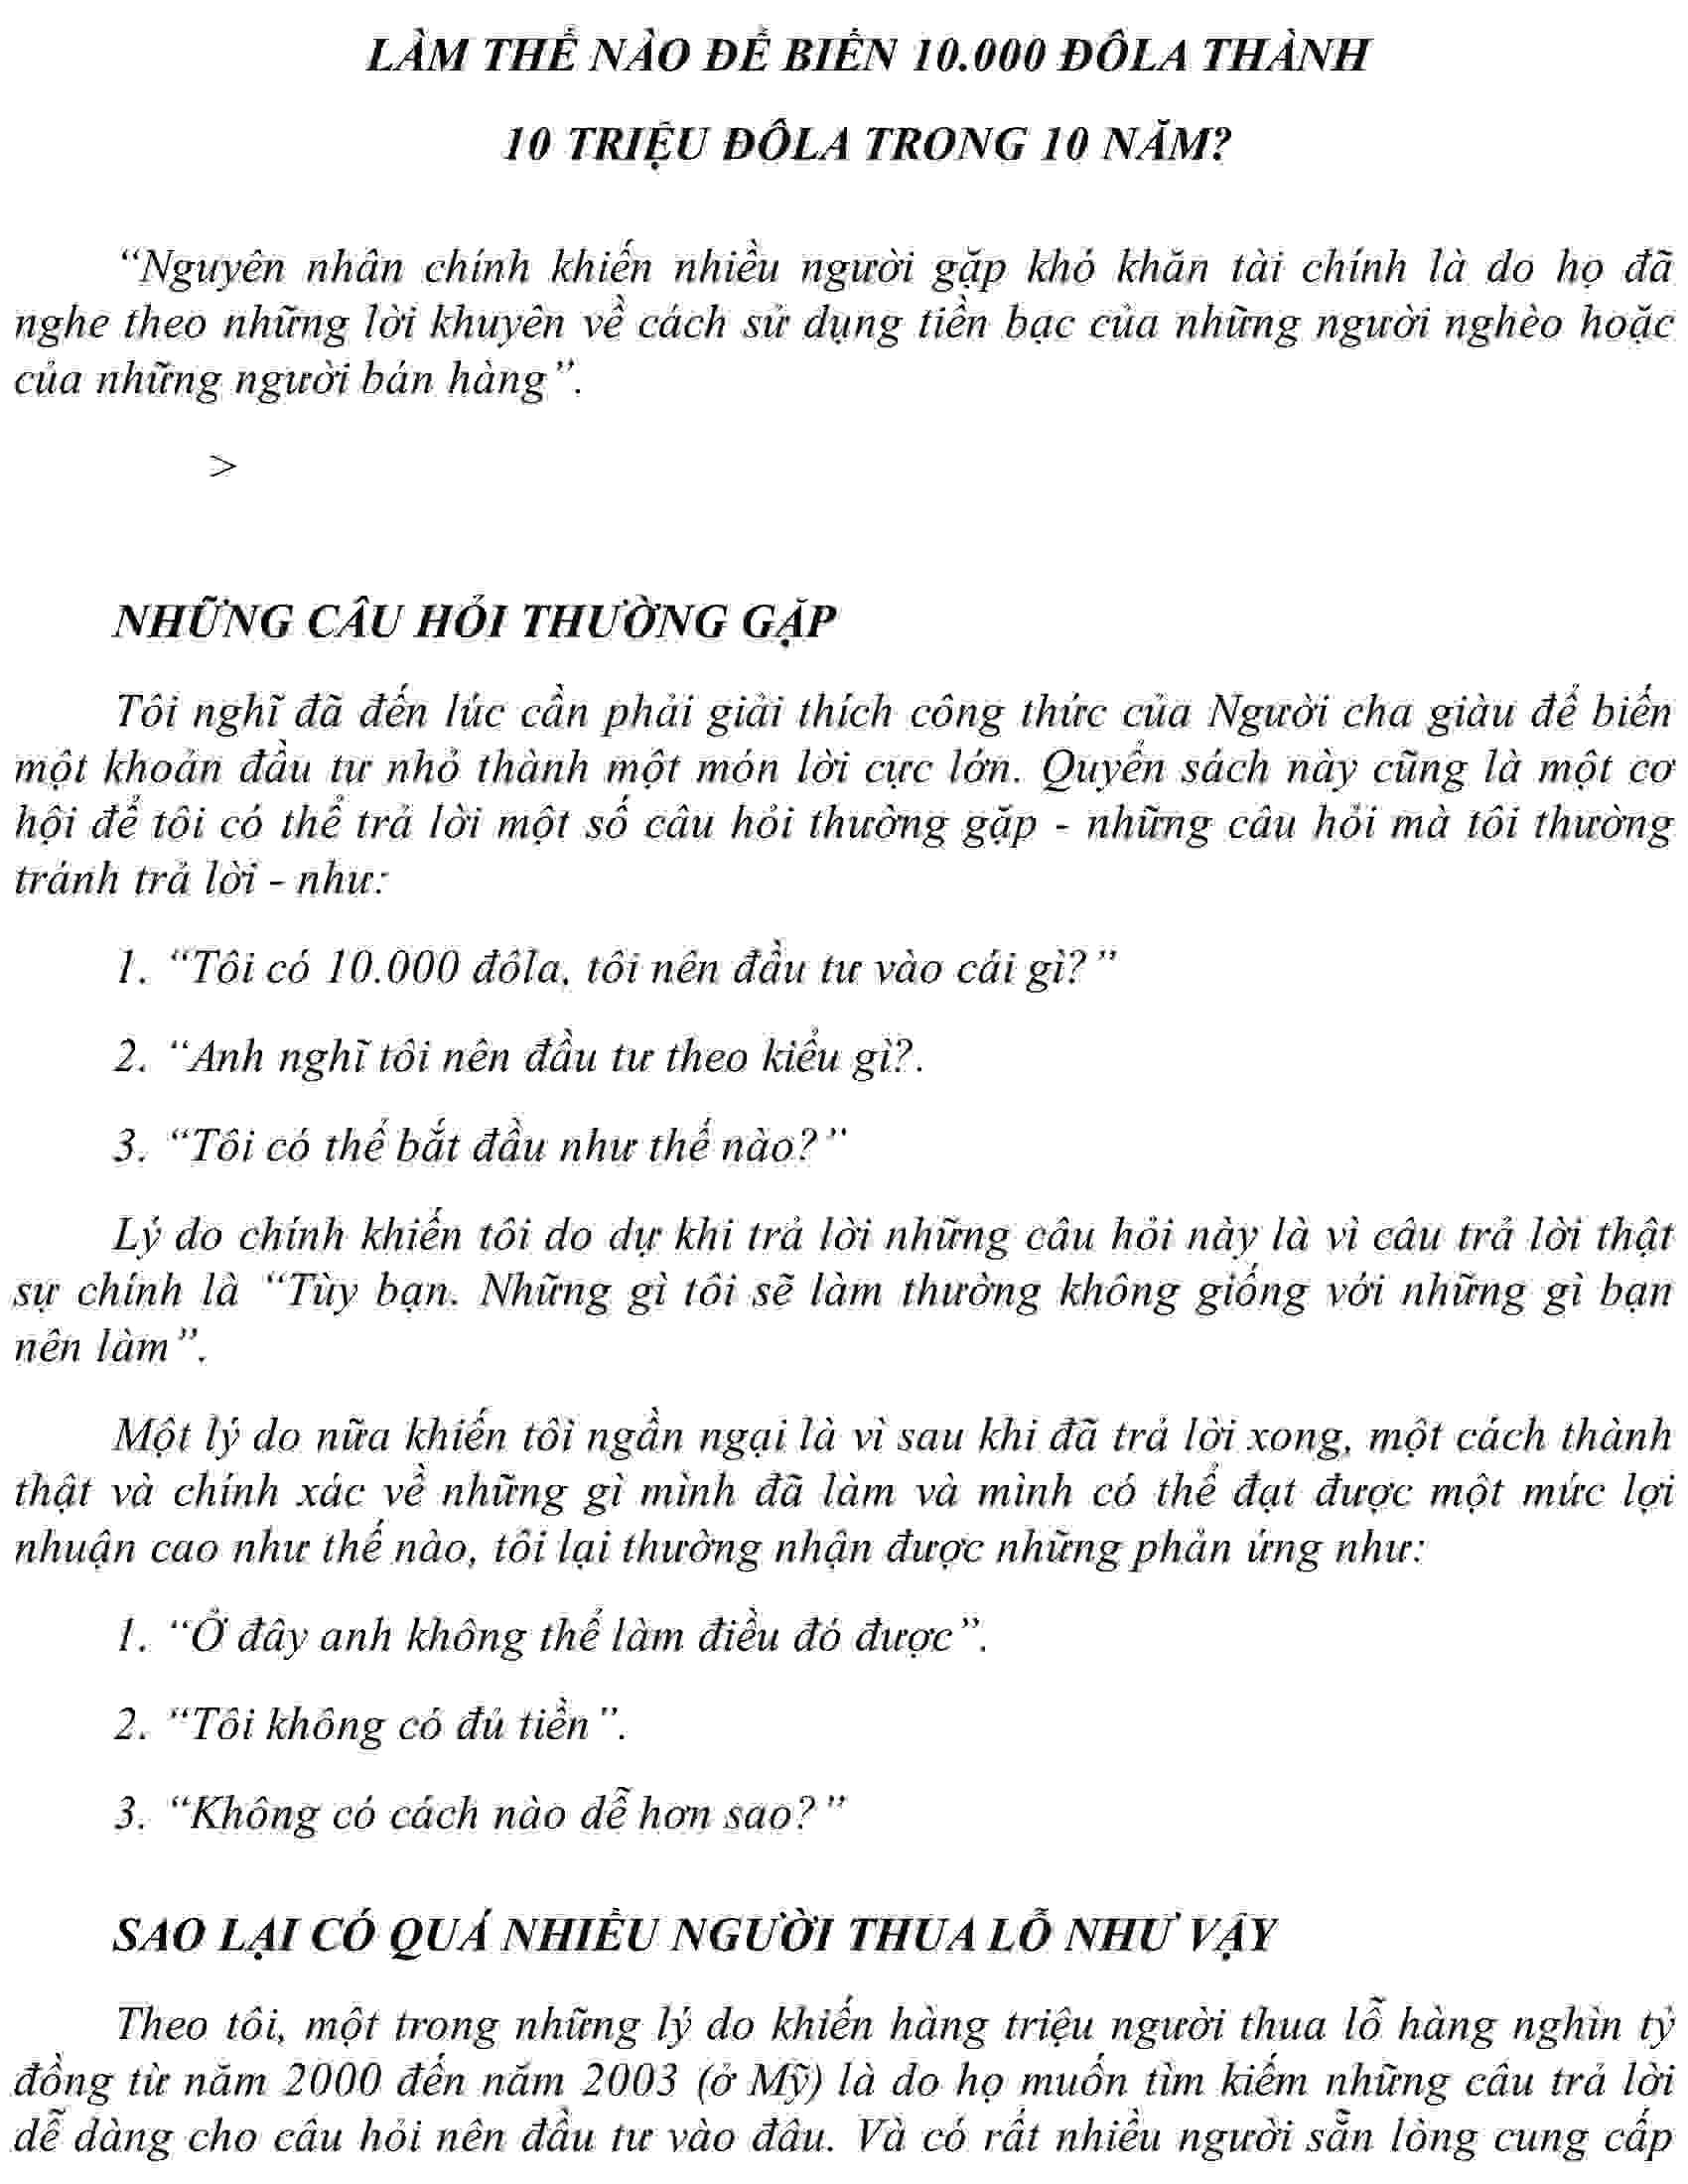 LÀM THẾ NÀO ĐỂ BIẾN 10.000 ĐÔLA THÀNH
10 TRIỆU ĐÔLA TRONG 10 NĂM?
“Nguyên nhân chính khiến nhiều người gặp khó khăn tài chính là do họ đã
nghe theo những lời khuyên về cách sử dụng tiền bạc của những người nghèo hoặc
của những người bán hàng”.
>
NHỮNG CÂU HỎI THƯỜNG GẶP
Tôi nghĩ đã đến lúc cần phải giải thích công thức của Người cha giàu để biến
một khoản đầu tư nhỏ thành một món lời cực lớn. Quyển sách này cũng là một cơ
hội để tôi có thể trả lời một số câu hỏi thường gặp - những câu hỏi mà tôi thường
tránh trả lời - như:
1. “Tôi có 10.000 đôla, tôi nên đầu tư vào cái gì?”
2. “Anh nghĩ tôi nên đầu tư theo kiểu gì?.
3. “Tôi có thể bắt đầu như thế nào?”
Lý do chính khiến tôi do dự khi trả lời những câu hỏi này là vì câu trả lời thật
sự chính là “Tùy bạn. Những gì tôi sẽ làm thường không giống với những gì bạn
nên làm”.
Một lý do nữa khiến tôi ngần ngại là vì sau khi đã trả lời xong, một cách thành
thật và chính xác về những gì mình đã làm và mình có thể đạt được một mức lợi
nhuận cao như thế nào, tôi lại thường nhận được những phản ứng như:
1. “Ở đây anh không thể làm điều đó được”.
2. “Tôi không có đủ tiền”.
3. “Không có cách nào dễ hơn sao?”
SAO LẠI CÓ QUÁ NHIỀU NGƯỜI THUA LỖ NHƯ VẬY
Theo tôi, một trong những lý do khiến hàng triệu người thua lỗ hàng nghìn tỷ
đồng từ năm 2000 đến năm 2003 (ở Mỹ) là do họ muốn tìm kiếm những câu trả lời
dễ dàng cho câu hỏi nên đầu tư vào đâu. Và có rất nhiều người sẵn lòng cung cấp